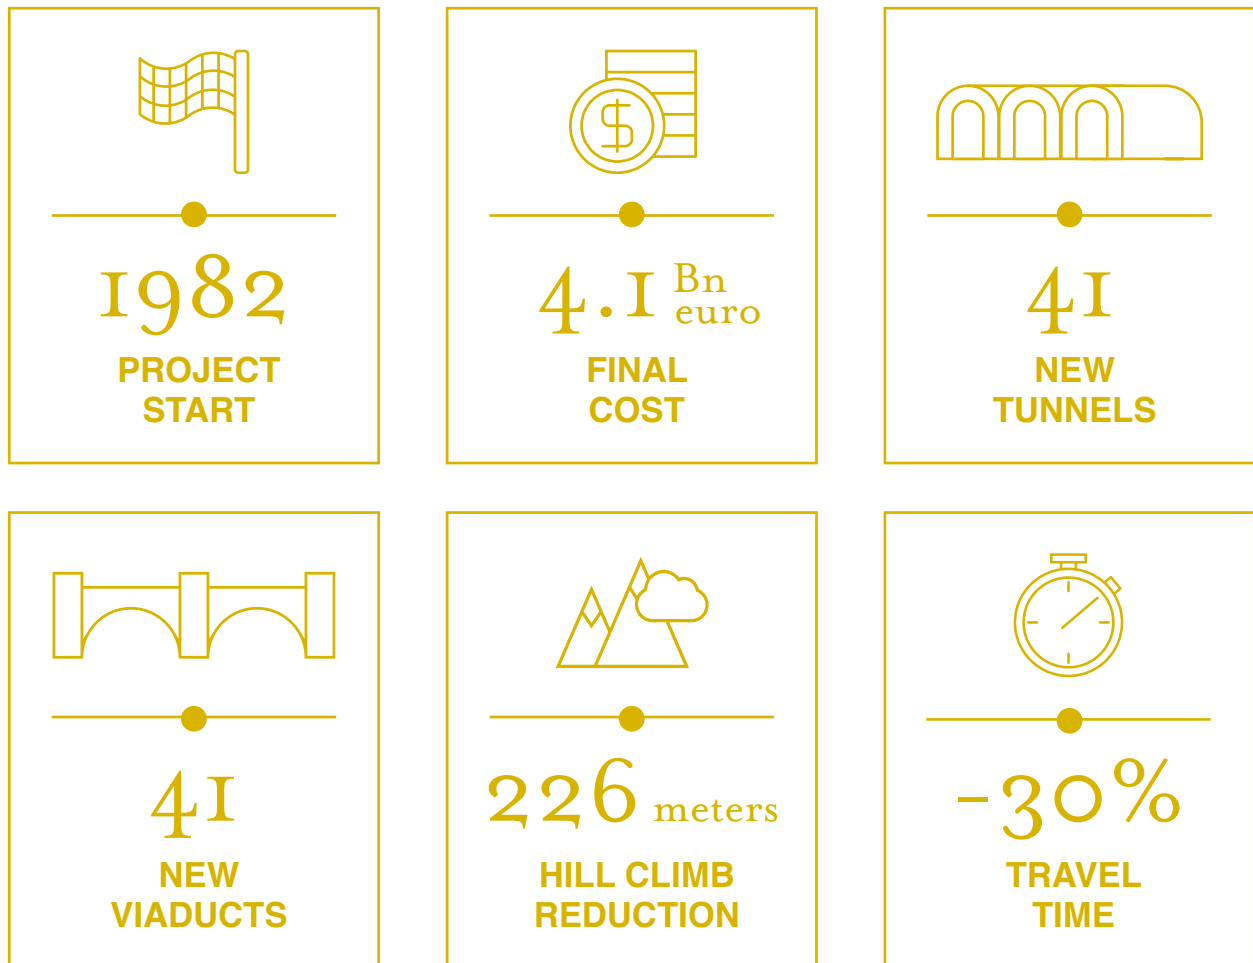 1982
PROJECT
START
4.1 Bn
euro
FINAL
COST
41
NEW
TUNNELS
41
NEW
VIADUCTS
226 meters
HILL CLIMB
REDUCTION
-30%
TRAVEL
TIME